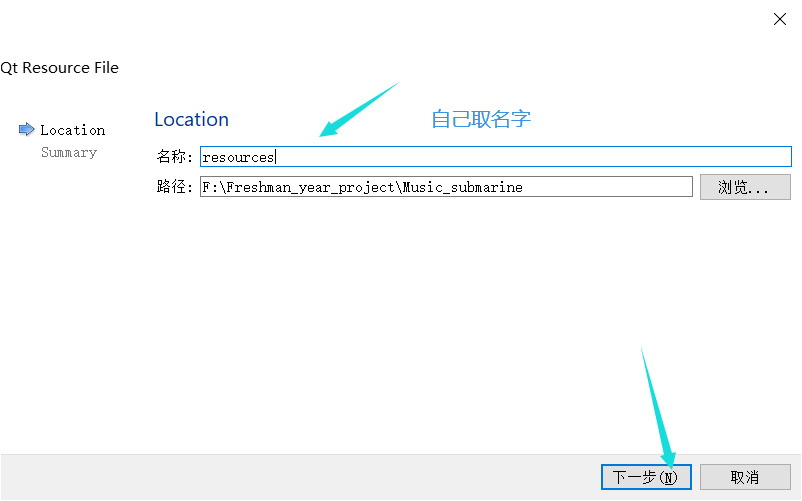 Qt Resource File
Location
Summary
Location
自己取名字
名称: resources
路径: F:\Freshman_year_project\Music_submarine
浏览...
下一步(N)
取消